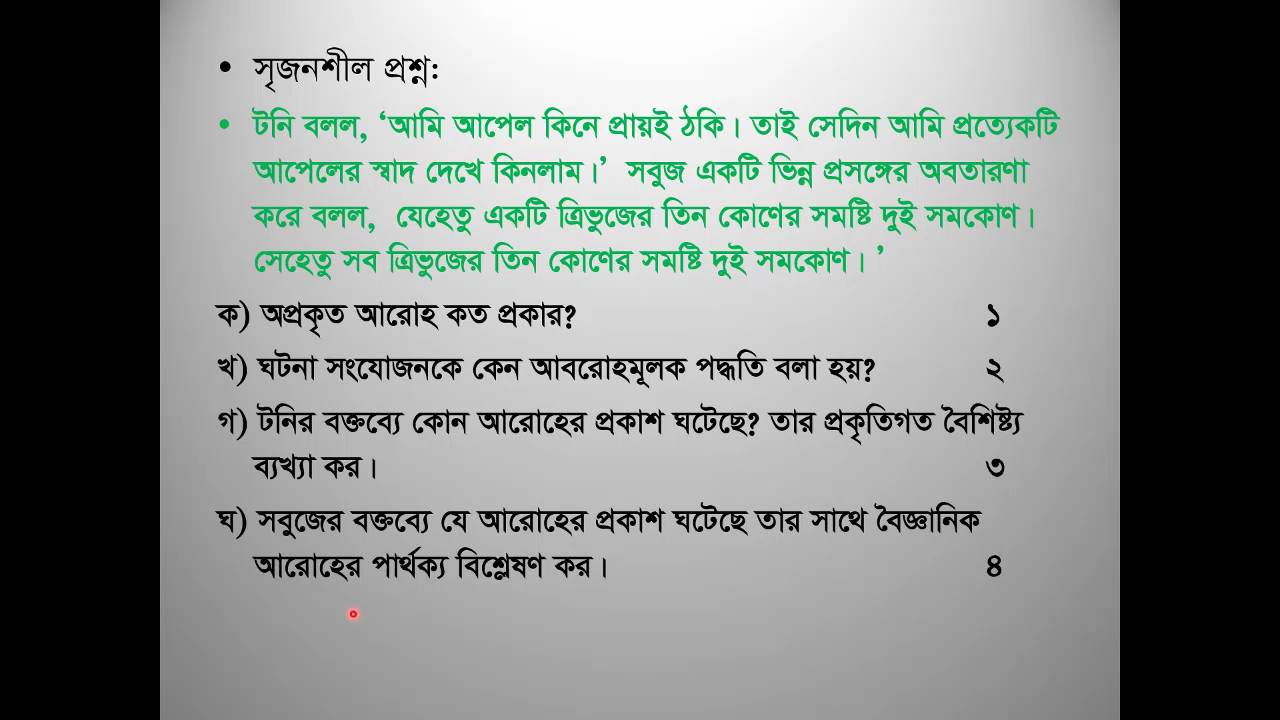 • সৃজনশীল প্রশ্ন:
• টনি বলল, ‘আমি আপেল কিনে প্রায়ই ঠকি। তাই সেদিন আমি প্রত্যেকটি
আপেলের স্বাদ দেখে কিনলাম।’ সবুজ একটি ভিন্ন প্রসঙ্গের অবতারণা
করে বলল, যেহেতু একটি ত্রিভুজের তিন কোণের সমষ্টি দুই সমকোণ।
সেহেতু সব ত্রিভুজের তিন কোণের সমষ্টি দুই সমকোণ। ’
ক) অপ্রকৃত আরোহ কত প্রকার? ১
খ) ঘটনা সংযোজনকে কেন আবরোহমূলক পদ্ধতি বলা হয়? ২
গ) টনির বক্তব্যে কোন আরোহের প্রকাশ ঘটেছে? তার প্রকৃতিগত বৈশিষ্ট্য
ব্যখ্যা কর। ৩
ঘ) সবুজের বক্তব্যে যে আরোহের প্রকাশ ঘটেছে তার সাথে বৈজ্ঞানিক
আরোহের পার্থক্য বিশ্লেষণ কর। ৪